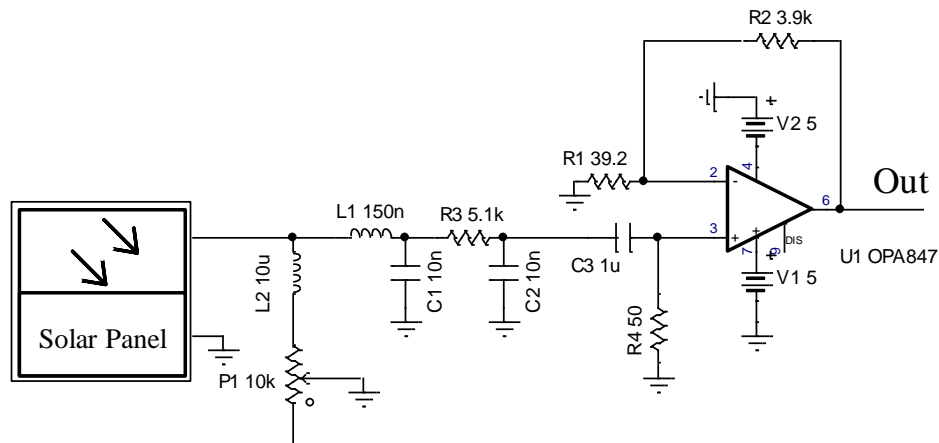 R2 3.9k
+
V2 5
R1 39.2
2
-
4
6
Out
L1 150n
R3 5.1k
3
+
+
7
9
DIS
+
U1 OPA847
V1 5
L2 10u
C1 10n
C2 10n
C3 1u
R4 50
Solar Panel
P1 10k